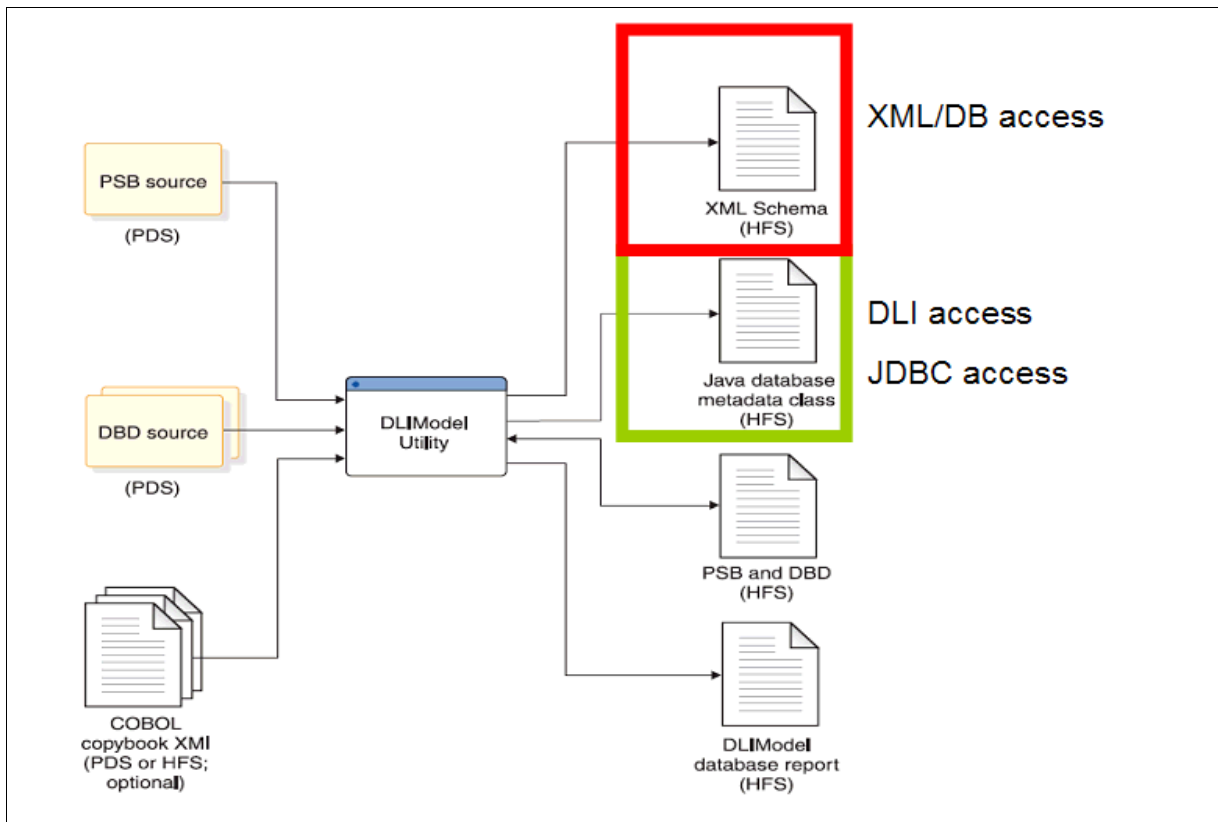 PSB source
(PDS)
DBD source
(PDS)
COBOL
copybook XMI
(PDS or HFS;
optional)
DLIModel
Utility
XML Schema
(HFS)
XML/DB access
Java database
metadata class
(HFS)
DLI access
JDBC access
PSB and DBD
(HFS)
DLIModel
database report
(HFS)